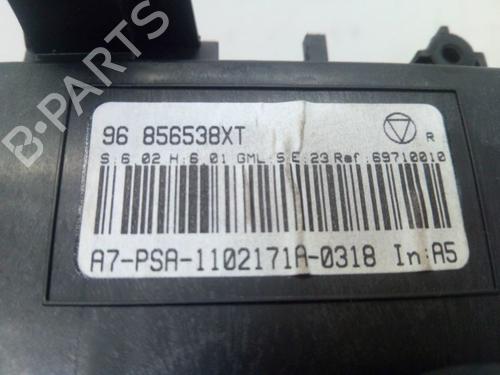 B-PARTS
96 856538XT
R
S:6.02 H:6.01 GML:S E:23 Ref:69710010
A7-PSA-1102171A-0318 In:A5